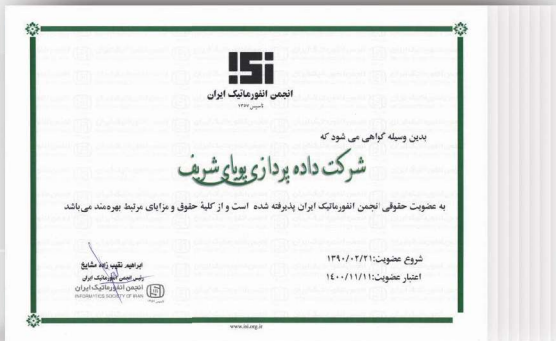 انجمن انفورماتیک ایران
تأسیس ۱۳۵۷
بدین وسیله گواهی می شود که
شرکت داده پردازی پویای شریف
به عضویت حقوقی انجمن انفورماتیک ایران پذیرفته شده است و از کلیهٔ حقوق و مزایای مرتبط بهره‌مند می‌باشد
شروع عضویت:۱۳۹۰/۰۲/۲۱
اعتبار عضویت:۱۴۰۰/۱۱/۱۱
ابراهیم نقیب زاده مشایخ
رئیس انجمن انفورماتیک ایران
انجمن انفورماتیک ایران
INFORMATICS SOCIETY OF IRAN
www.isi.org.ir